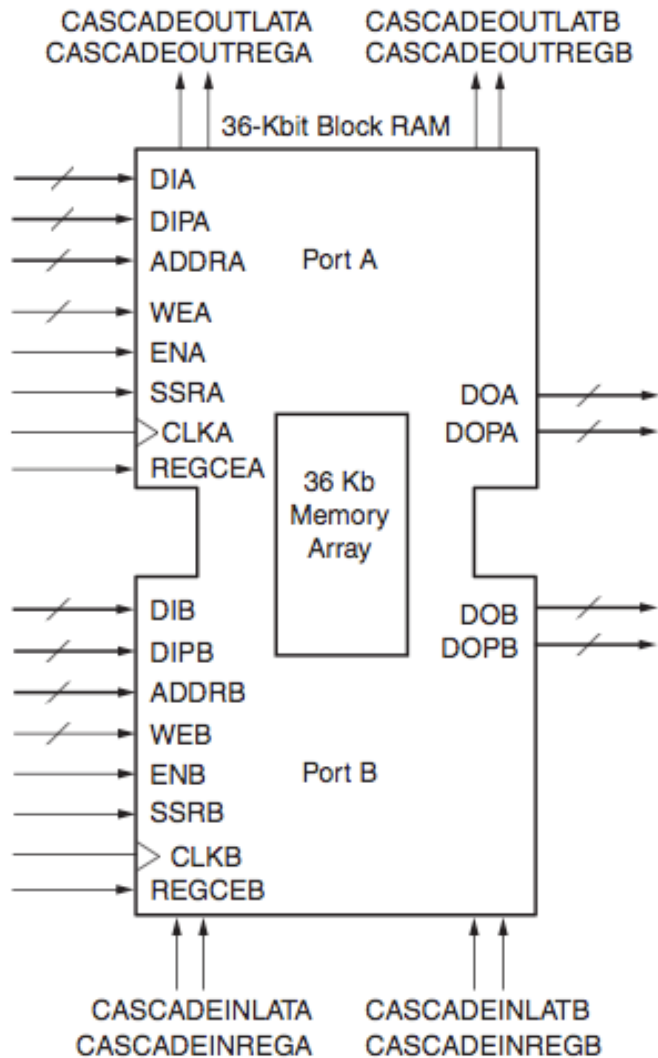 CASCADEOUTLATA CASCADEOUTLATB
CASCADEOUTREGA CASCADEOUTREGB
36-Kbit Block RAM
DIA
DIPA
ADDRA Port A
WEA
ENA
SSRA DOA
CLKA DOPA
REGCEA
36 Kb
Memory
Array
DIB DOB
DIPB DOPB
ADDRB
WEB
ENB Port B
SSRB
CLKB
REGCEB
CASCADEINLATA CASCADEINLATB
CASCADEINREGA CASCADEINREGB